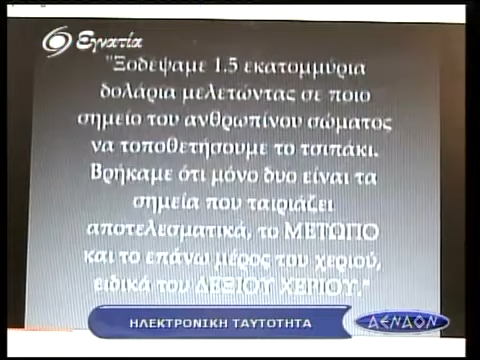 Εγνατία
"Ξοδεψαμε 1.5 εκατομμύρια
δολάρια μελετώντας σε ποιο
σημείο του ανθρωπίνου σώματος
να τοποθετήσουμε το τσιπάκι.
Βρήκαμε ότι μόνο δυο είναι τα
σημεία που ταιριάζει
αποτελεσματικά, το ΜΕΤΩΠΟ
και το επάνω μέρος του χεριού,
ειδικά του ΔΕΞΙΟΥ ΧΕΡΙΟΥ."
ΗΛΕΚΤΡΟΝΙΚΗ ΤΑΥΤΟΤΗΤΑ
ΑΕΝΑΟΝ